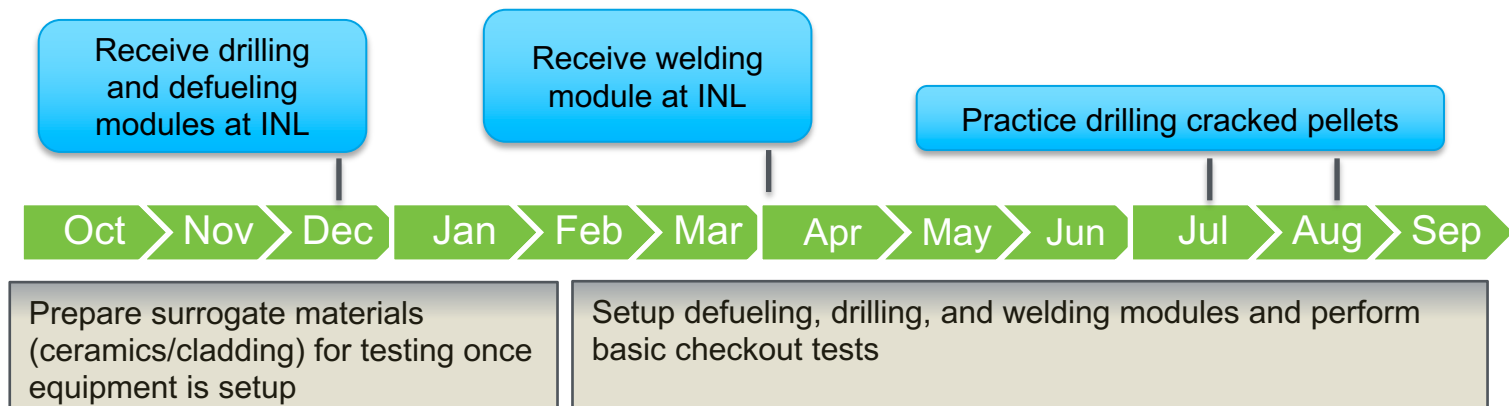 Receive drilling
and defueling
modules at INL
Receive welding
module at INL
Practice drilling cracked pellets
Oct Nov Dec Jan Feb Mar Apr May Jun Jul Aug Sep
Prepare surrogate materials
(ceramics/cladding) for testing once
equipment is setup
Setup defueling, drilling, and welding modules and perform
basic checkout tests